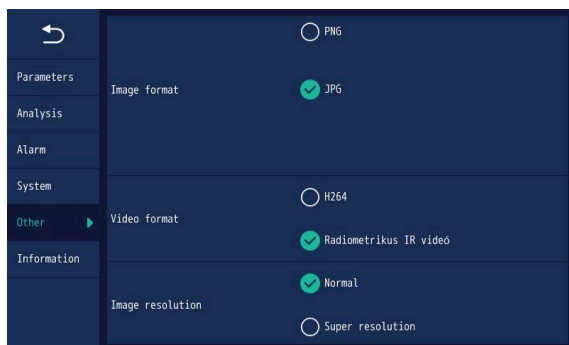 Parameters
Analysis
Alarm
System
Other
Information
PNG
Image format
JPG
H264
Video format
Radiometrikus IR videó
Normal
Image resolution
Super resolution